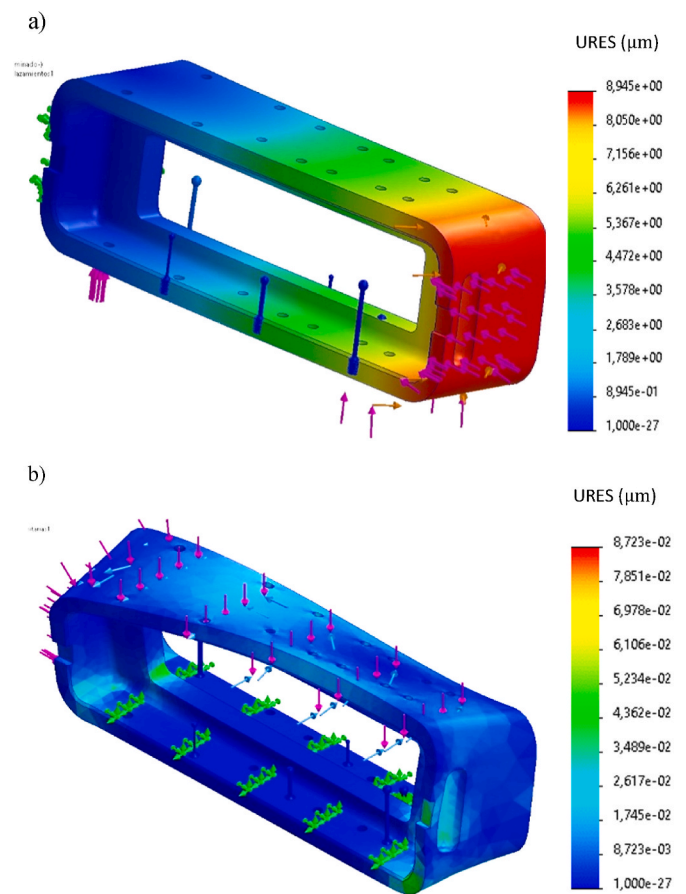 a)
URES (µm)
minado-)
lazamientos1
8,945e+00
8,050e+00
7,156e+00
6,261e+00
5,367e+00
4,472e+00
3,578e+00
2,683e+00
1,789e+00
8,945e-01
1,000e-27
b)
URES (µm)
8,723e-02
7,851e-02
6,978e-02
6,106e-02
5,234e-02
4,362e-02
3,489e-02
2,617e-02
1,745e-02
8,723e-03
1,000e-27